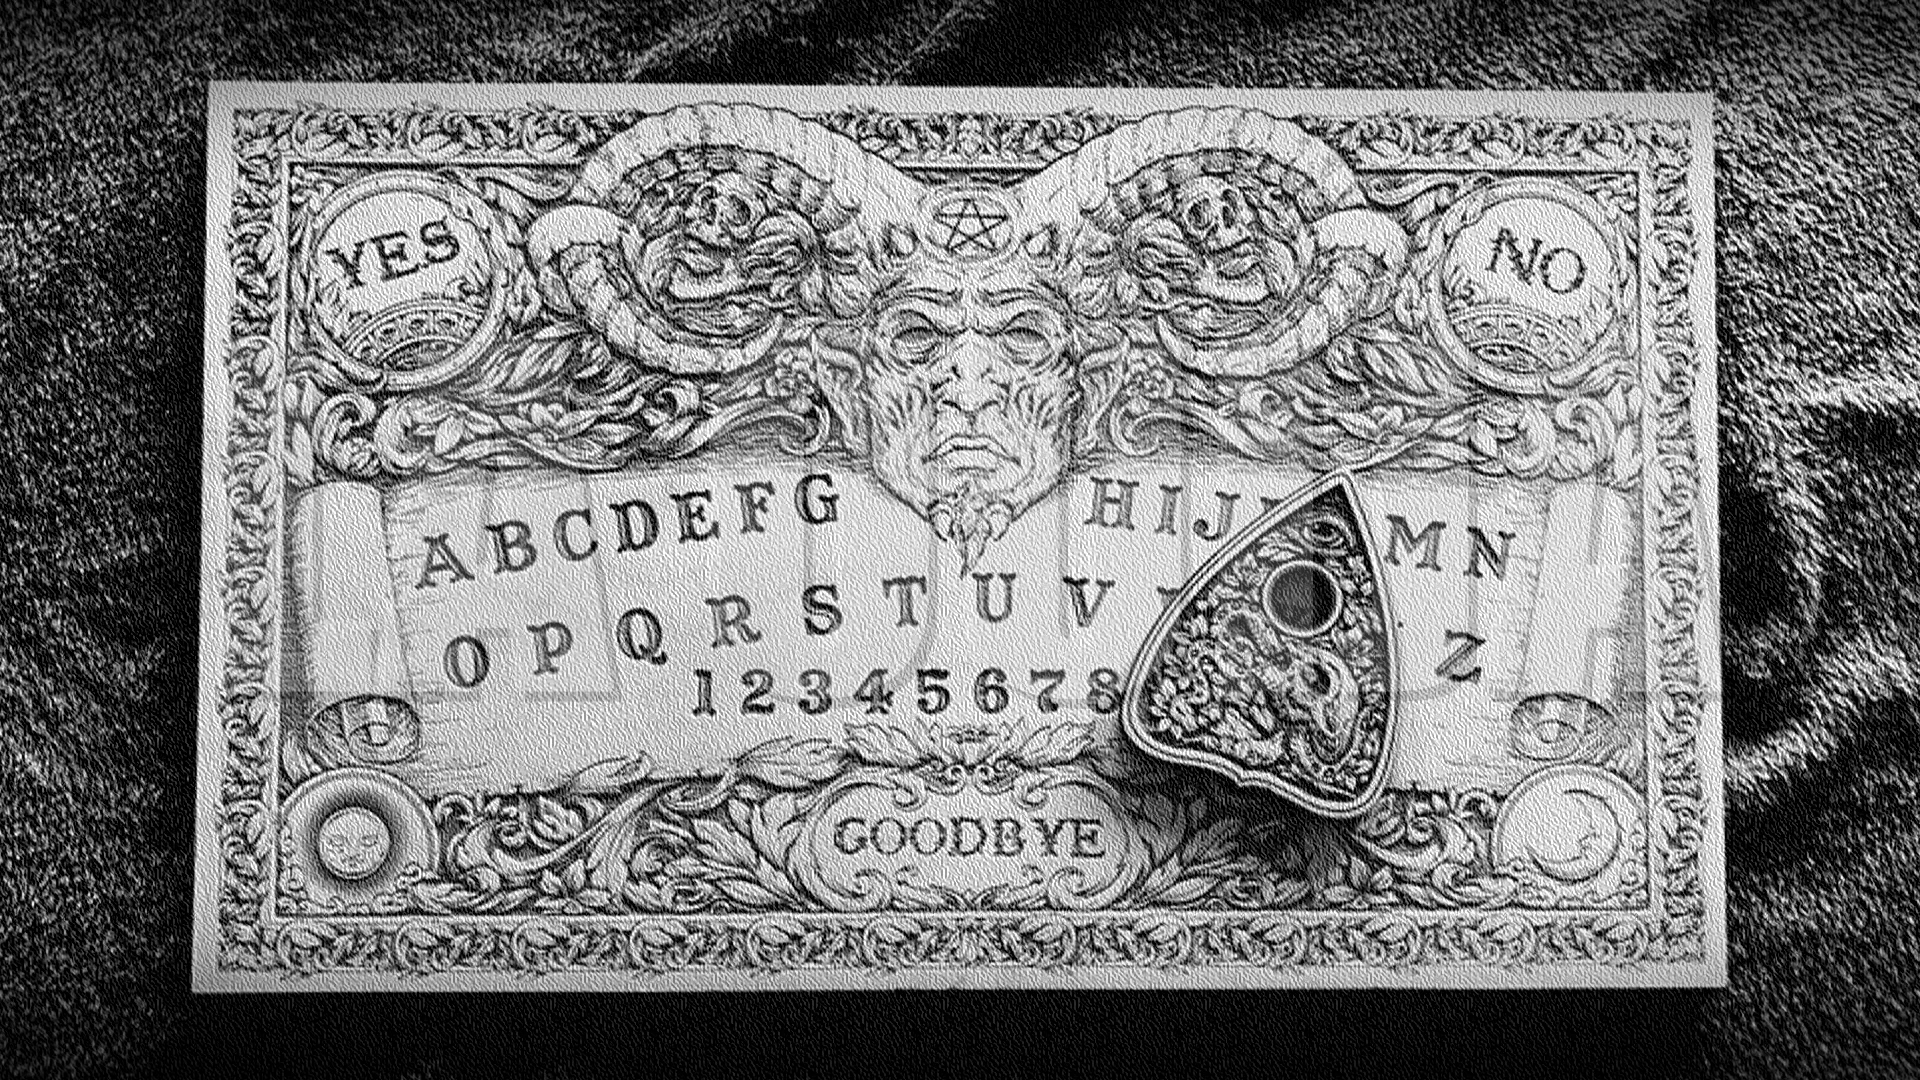 YES
NO
ABCDEFG HIJ MN
OPQRSTUV Z
12345678
GOODBYE